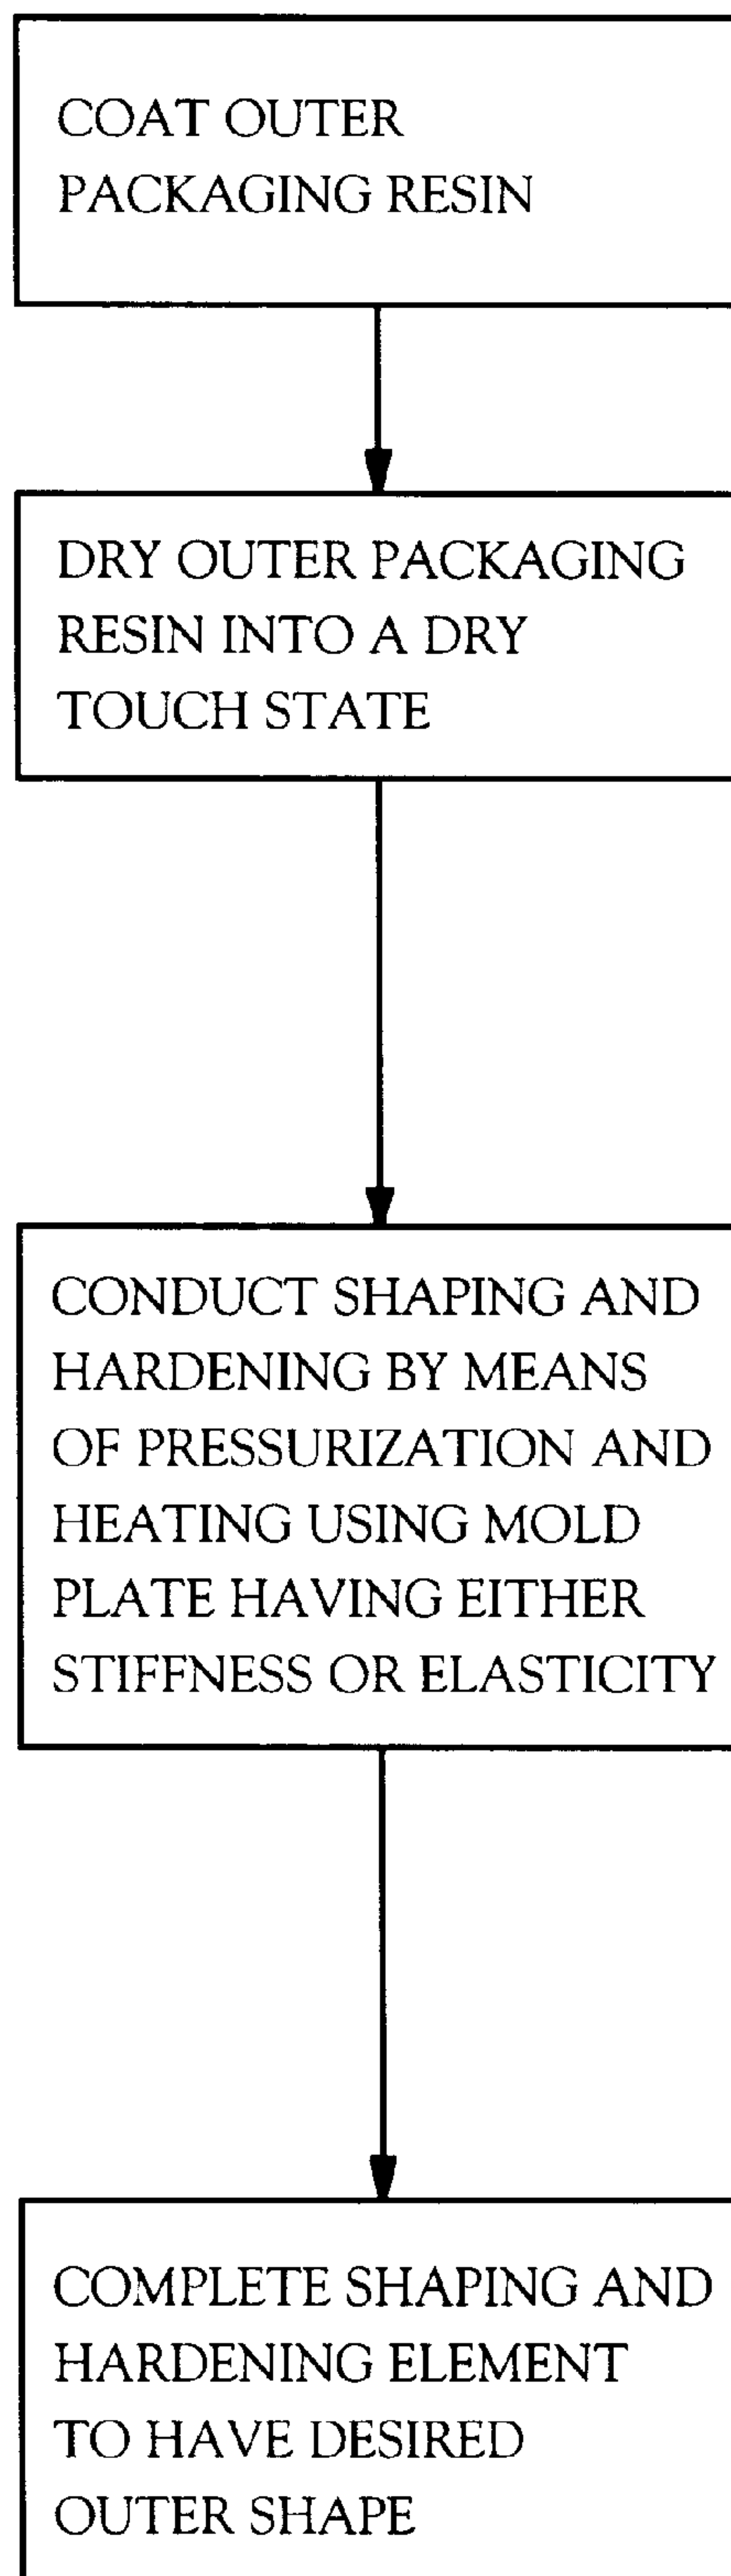 COAT OUTER
PACKAGING RESIN
DRY OUTER PACKAGING
RESIN INTO A DRY
TOUCH STATE
CONDUCT SHAPING AND
HARDENING BY MEANS
OF PRESSURIZATION AND
HEATING USING MOLD
PLATE HAVING EITHER
STIFFNESS OR ELASTICITY
COMPLETE SHAPING AND
HARDENING ELEMENT
TO HAVE DESIRED
OUTER SHAPE